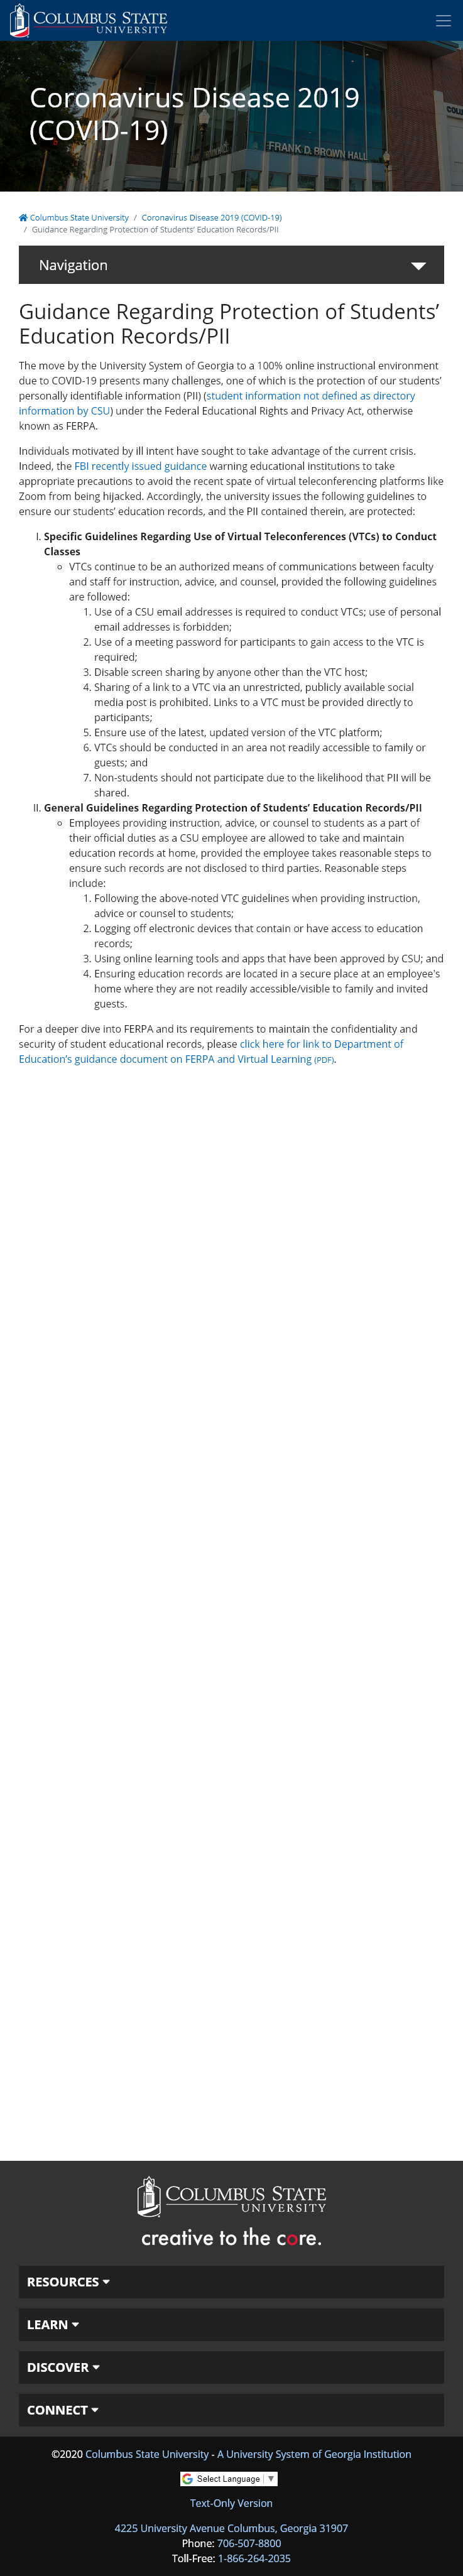 COLUMBUS STATE
UNIVERSITY
Coronavirus Disease 2019
(COVID-19)
FRANK D. BROWN HALL
Columbus State University / Coronavirus Disease 2019 (COVID-19)
/ Guidance Regarding Protection of Students' Education Records/PII
Navigation
Guidance Regarding Protection of Students’
Education Records/PII
The move by the University System of Georgia to a 100% online instructional environment
due to COVID-19 presents many challenges, one of which is the protection of our students’
personally identifiable information (PII) (student information not defined as directory
information by CSU) under the Federal Educational Rights and Privacy Act, otherwise
known as FERPA.
Individuals motivated by ill intent have sought to take advantage of the current crisis.
Indeed, the FBI recently issued guidance warning educational institutions to take
appropriate precautions to avoid the recent spate of virtual teleconferencing platforms like
Zoom from being hijacked. Accordingly, the university issues the following guidelines to
ensure our students’ education records, and the PII contained therein, are protected:
I. Specific Guidelines Regarding Use of Virtual Teleconferences (VTCs) to Conduct
Classes
VTCs continue to be an authorized means of communications between faculty
and staff for instruction, advice, and counsel, provided the following guidelines
are followed:
1. Use of a CSU email addresses is required to conduct VTCs; use of personal
email addresses is forbidden;
2. Use of a meeting password for participants to gain access to the VTC is
required;
3. Disable screen sharing by anyone other than the VTC host;
4. Sharing of a link to a VTC via an unrestricted, publicly available social
media post is prohibited. Links to a VTC must be provided directly to
participants;
5. Ensure use of the latest, updated version of the VTC platform;
6. VTCs should be conducted in an area not readily accessible to family or
guests; and
7. Non-students should not participate due to the likelihood that PII will be
shared.
II. General Guidelines Regarding Protection of Students’ Education Records/PII
Employees providing instruction, advice, or counsel to students as a part of
their official duties as a CSU employee are allowed to take and maintain
education records at home, provided the employee takes reasonable steps to
ensure such records are not disclosed to third parties. Reasonable steps
include:
1. Following the above-noted VTC guidelines when providing instruction,
advice or counsel to students;
2. Logging off electronic devices that contain or have access to education
records;
3. Using online learning tools and apps that have been approved by CSU; and
4. Ensuring education records are located in a secure place at an employee's
home where they are not readily accessible/visible to family and invited
guests.
For a deeper dive into FERPA and its requirements to maintain the confidentiality and
security of student educational records, please click here for link to Department of
Education’s guidance document on FERPA and Virtual Learning (PDF).
COLUMBUS STATE
UNIVERSITY
creative to the core.
RESOURCES
LEARN
DISCOVER
CONNECT
©2020 Columbus State University - A University System of Georgia Institution
Select Language ▼
Text-Only Version
4225 University Avenue Columbus, Georgia 31907
Phone: 706-507-8800
Toll-Free: 1-866-264-2035